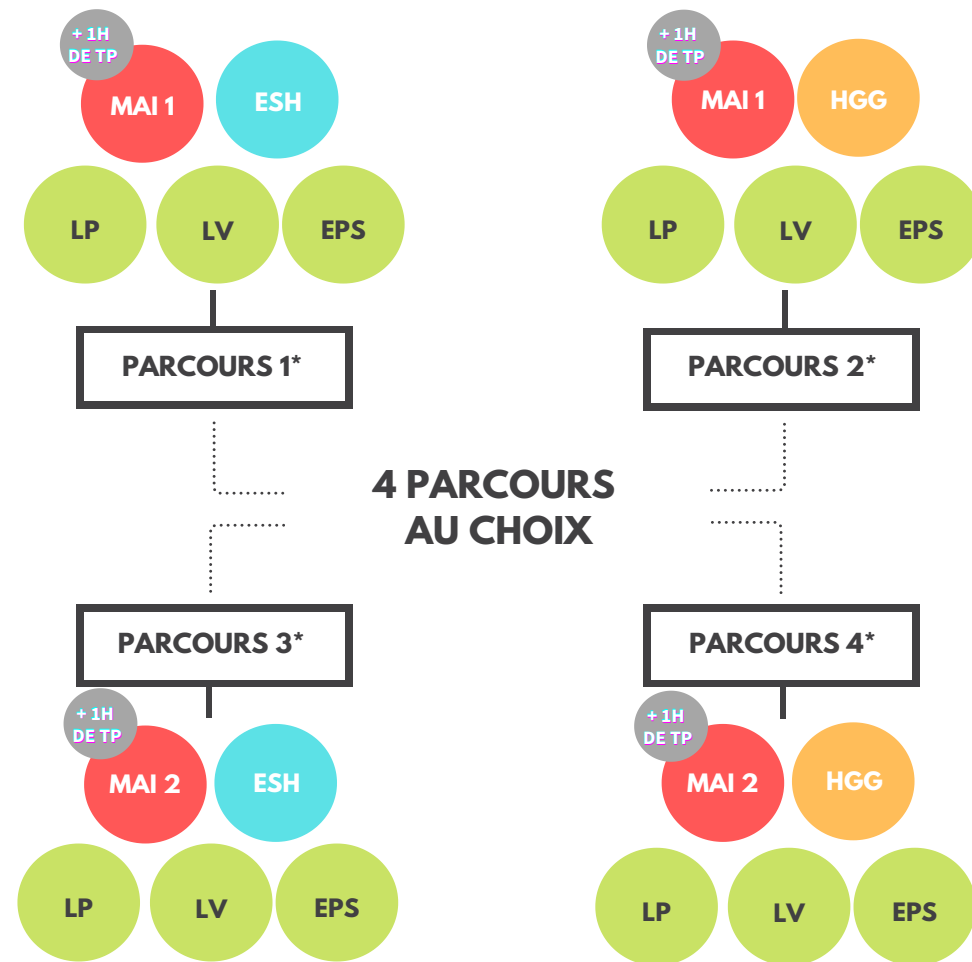 + 1H
DE TP
MAI 1
ESH
LP
LV
EPS
PARCOURS 1*
+ 1H
DE TP
MAI 1
HGG
LP
LV
EPS
PARCOURS 2*
4 PARCOURS
AU CHOIX
PARCOURS 3*
+ 1H
DE TP
MAI 2
ESH
LP
LV
EPS
PARCOURS 4*
+ 1H
DE TP
MAI 2
HGG
LP
LV
EPS